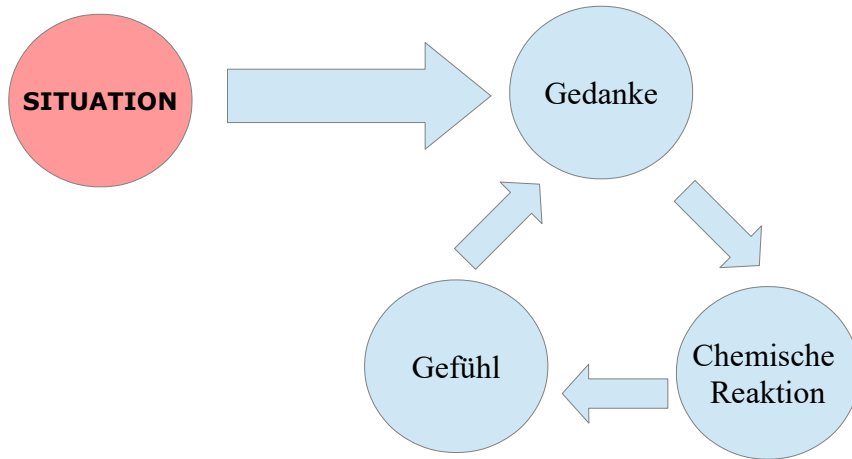 SITUATION
Gedanke
Gefühl
Chemische
Reaktion